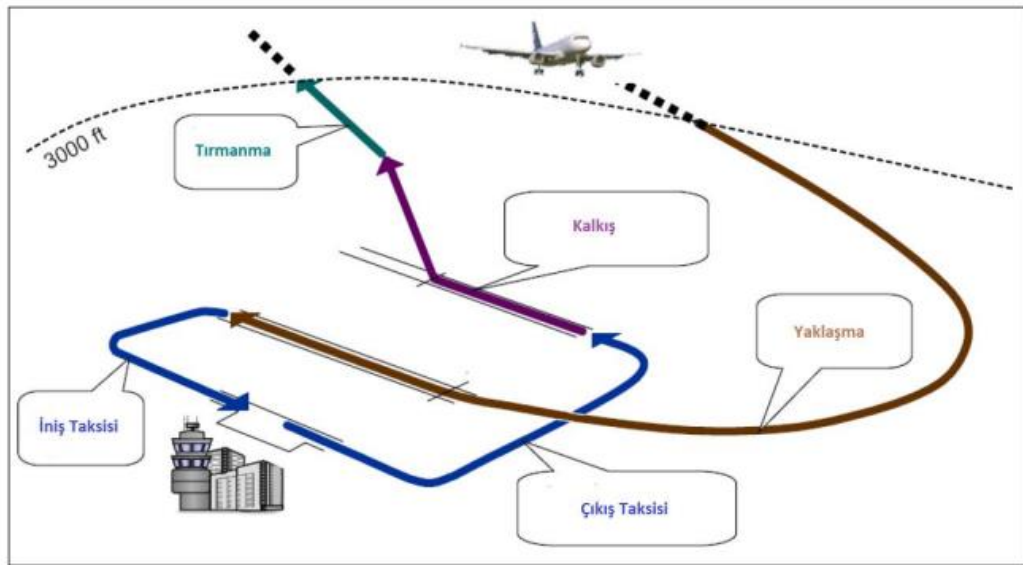 3000 ft
Tırmanma
Kalkış
Yaklaşma
İniş Taksisi
Çıkış Taksisi